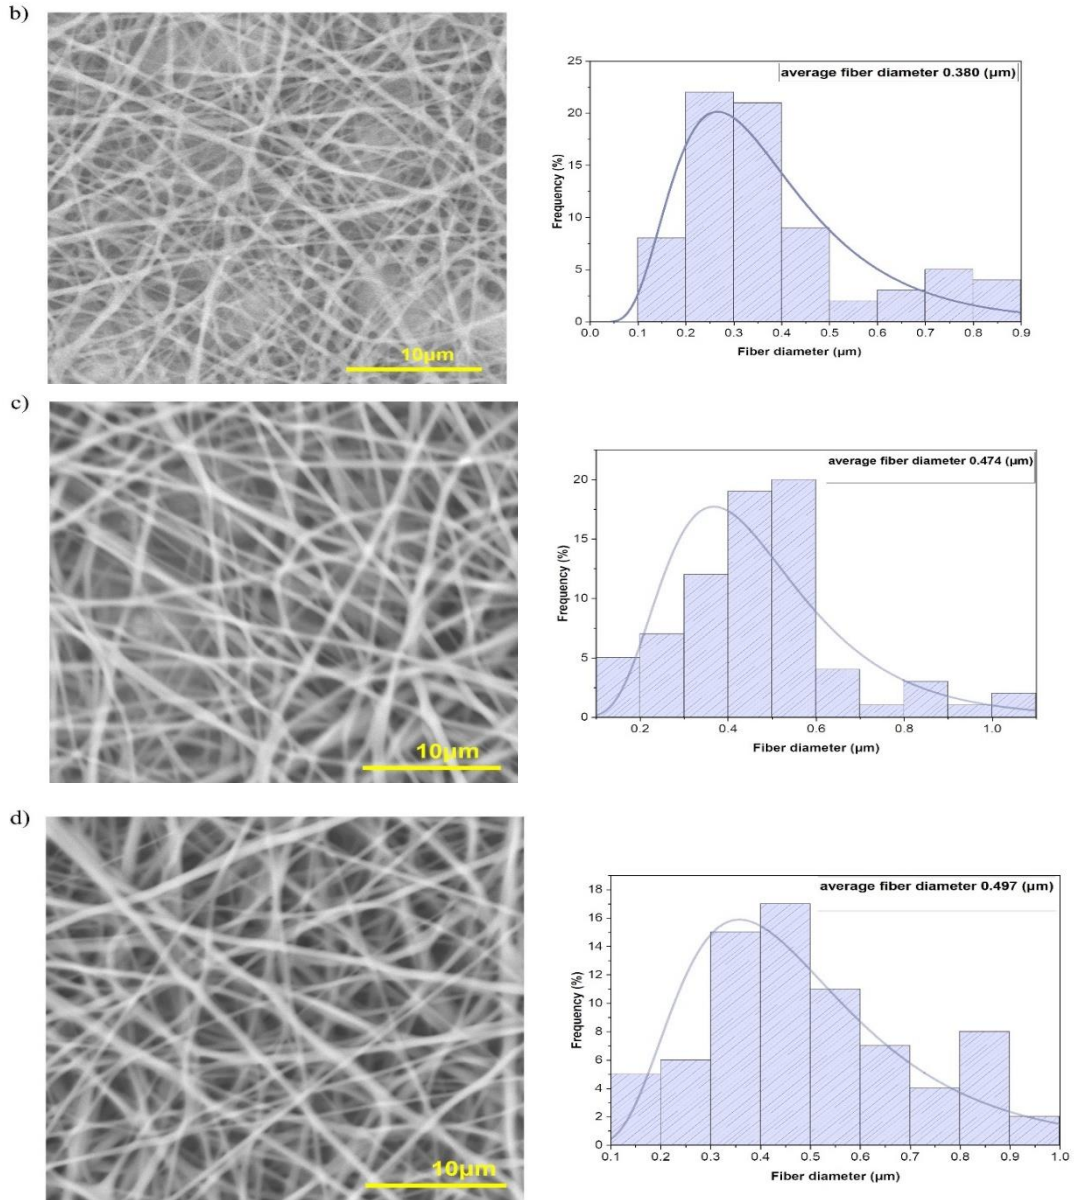 b)
10µm
average fiber diameter 0.380 (µm)
25
20
15
10
5
0
Frequency (%)
0.0 0.1 0.2 0.3 0.4 0.5 0.6 0.7 0.8 0.9
Fiber diameter (µm)
c)
10µm
average fiber diameter 0.474 (µm)
20
15
10
5
0
Frequency (%)
0.2 0.4 0.6 0.8 1.0
Fiber diameter (µm)
d)
10µm
average fiber diameter 0.497 (µm)
18
16
14
12
10
8
6
4
2
0
Frequency (%)
0.1 0.2 0.3 0.4 0.5 0.6 0.7 0.8 0.9 1.0
Fiber diameter (µm)